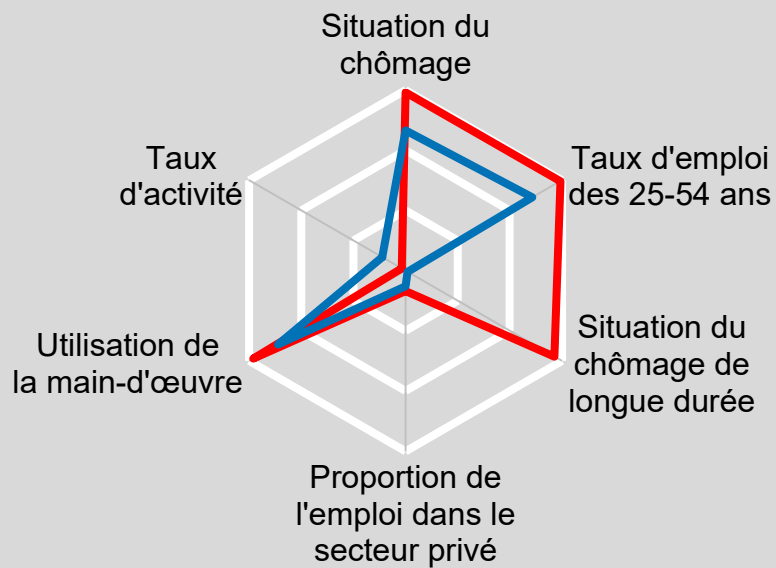 Situation du
chômage
Taux
d'activité
Taux d'emploi
des 25-54 ans
Utilisation de
la main-d'œuvre
Situation du
chômage de
longue durée
Proportion de
l'emploi dans le
secteur privé